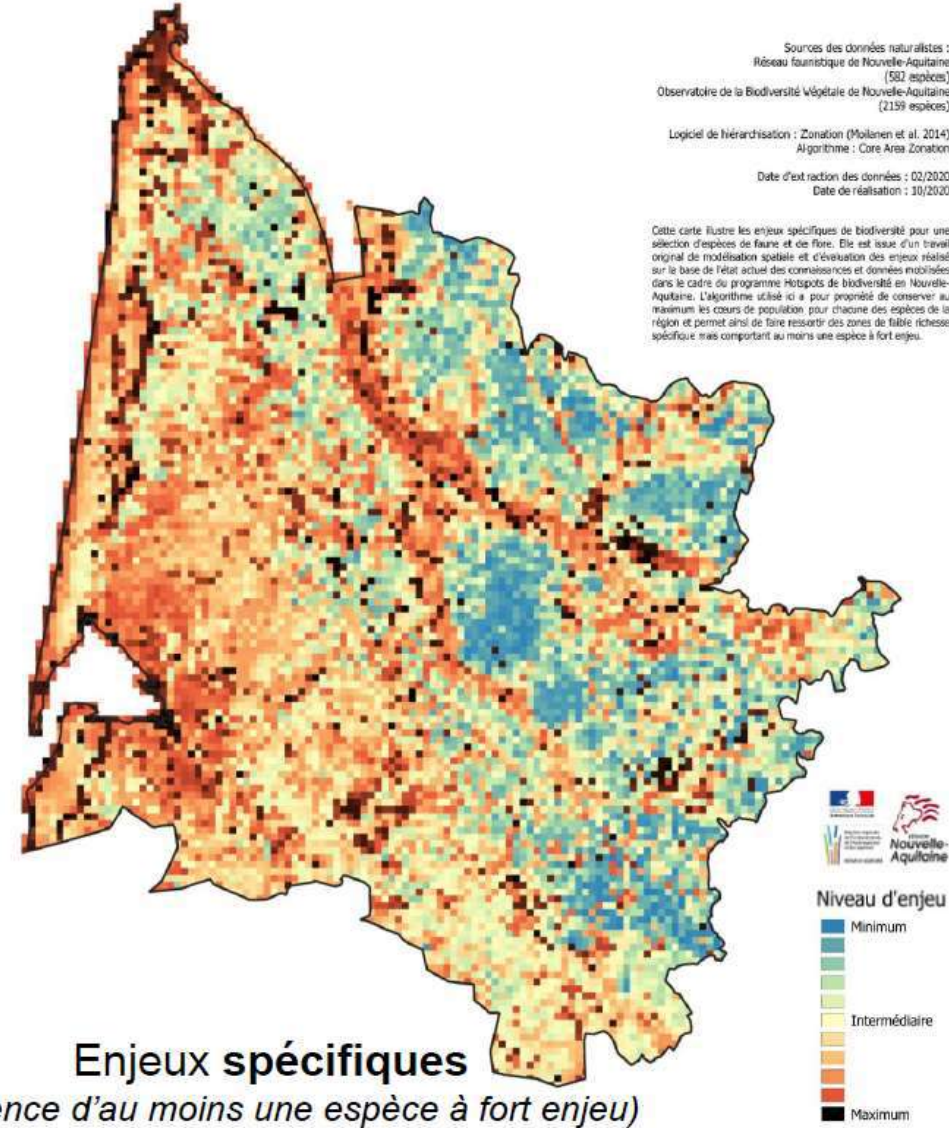 Sources des données naturalistes :
Réseau faunistique de Nouvelle-Aquitaine
(582 espèces)
Observatoire de la Biodiversité Végétale de Nouvelle-Aquitaine
(2159 espèces)
Logiciel de hiérarchisation : Zonation (Moilanen et al. 2014)
Algorithme : Core Area Zonation
Date d'extraction des données : 02/2020
Date de réalisation : 10/2020
Cette carte illustre les enjeux spécifiques de biodiversité pour une
sélection d'espèces de faune et de flore. Elle est issue d'un travail
original de modélisation spatiale et d'évaluation des enjeux réalisé
sur la base de l'état actuel des connaissances et données mobilisées
dans le cadre du programme Hotspots de biodiversité en Nouvelle-
Aquitaine. L'algorithme utilisé ici a pour propriété de conserver au
maximum les cœurs de population pour chacune des espèces de la
région et permet ainsi de faire ressortir des zones de faible richesse
spécifique mais comportant au moins une espèce à fort enjeu.
Nouvelle-
Aquitaine
Niveau d'enjeu
Minimum
Intermédiaire
Maximum
Enjeux spécifiques
ence d'au moins une espèce à fort enjeu)